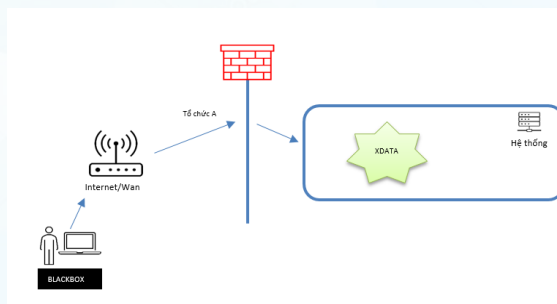 Tổ chức A
Internet/Wan
XDATA
Hệ thống
BLACKBOX